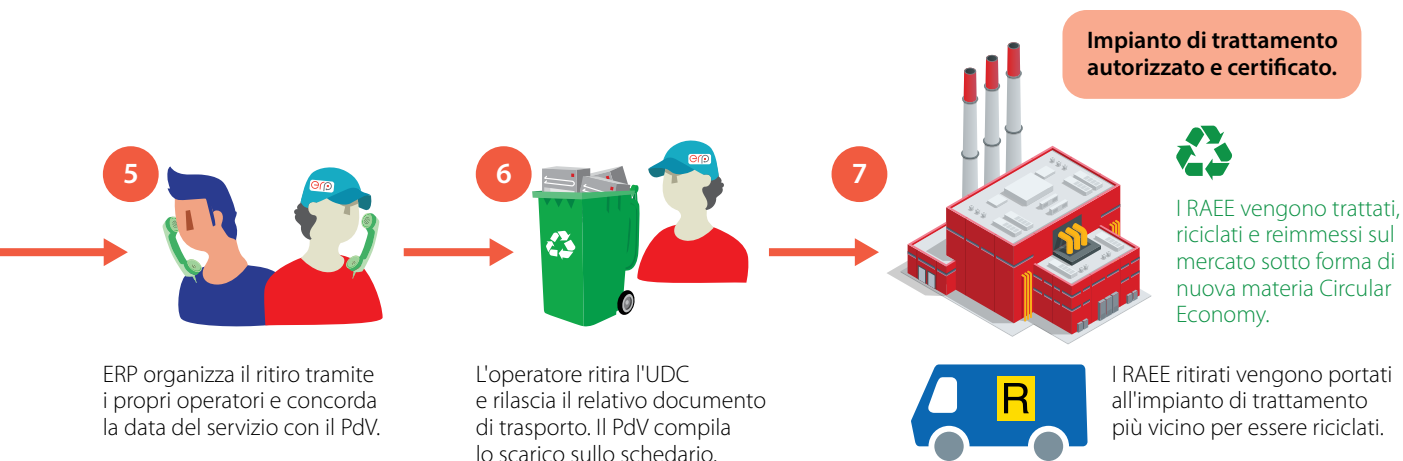 Impianto di trattamento
autorizzato e certificato.
5
erp
6
erp
7
I RAEE vengono trattati,
riciclati e reimmessi sul
mercato sotto forma di
nuova materia Circular
Economy.
ERP organizza il ritiro tramite
i propri operatori e concorda
la data del servizio con il PdV.
L'operatore ritira l'UDC
e rilascia il relativo documento
di trasporto. Il PdV compila
lo scarico sullo schedario.
R
I RAEE ritirati vengono portati
all'impianto di trattamento
più vicino per essere riciclati.